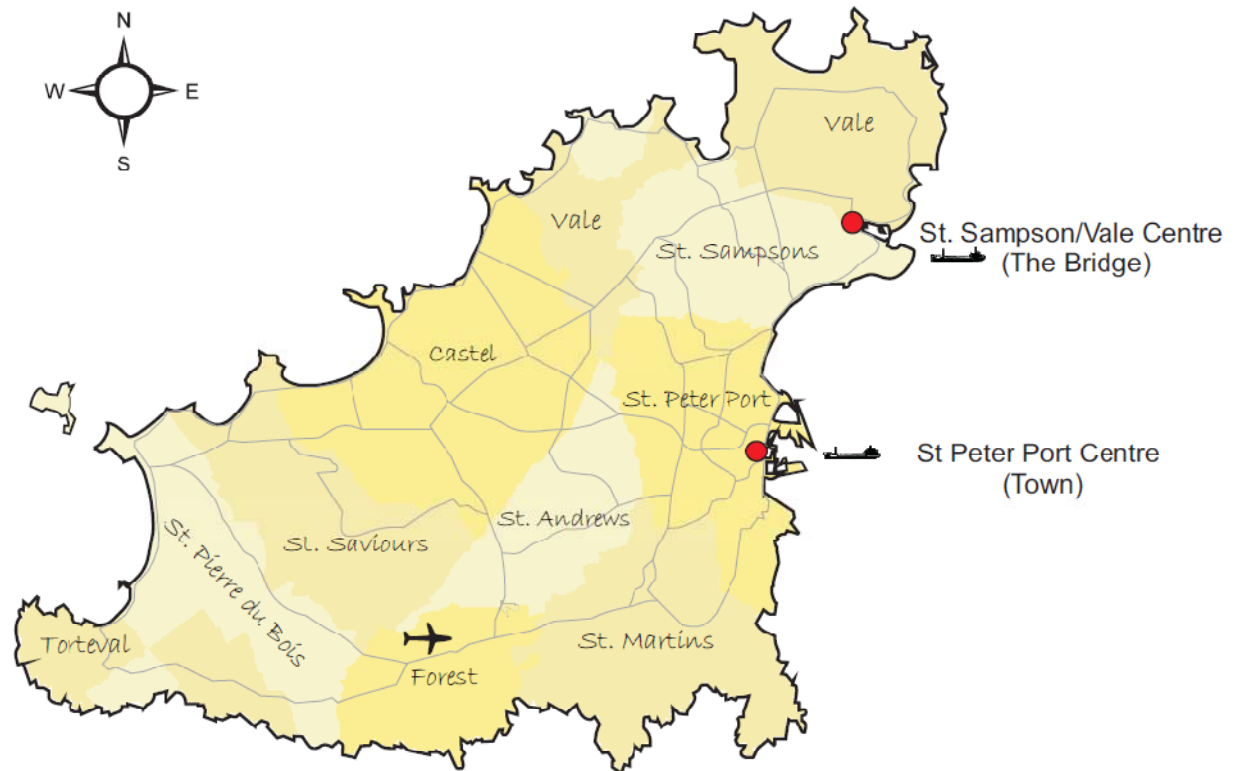 N
W
E
S
Vale
Vale
St. Sampsons
St. Sampson/Vale Centre
(The Bridge)
Castel
St. Peter Port
St Peter Port Centre
(Town)
St. Andrews
Sl. Saviours
St. Pierre du Bois
Torteval
St. Martins
Forest